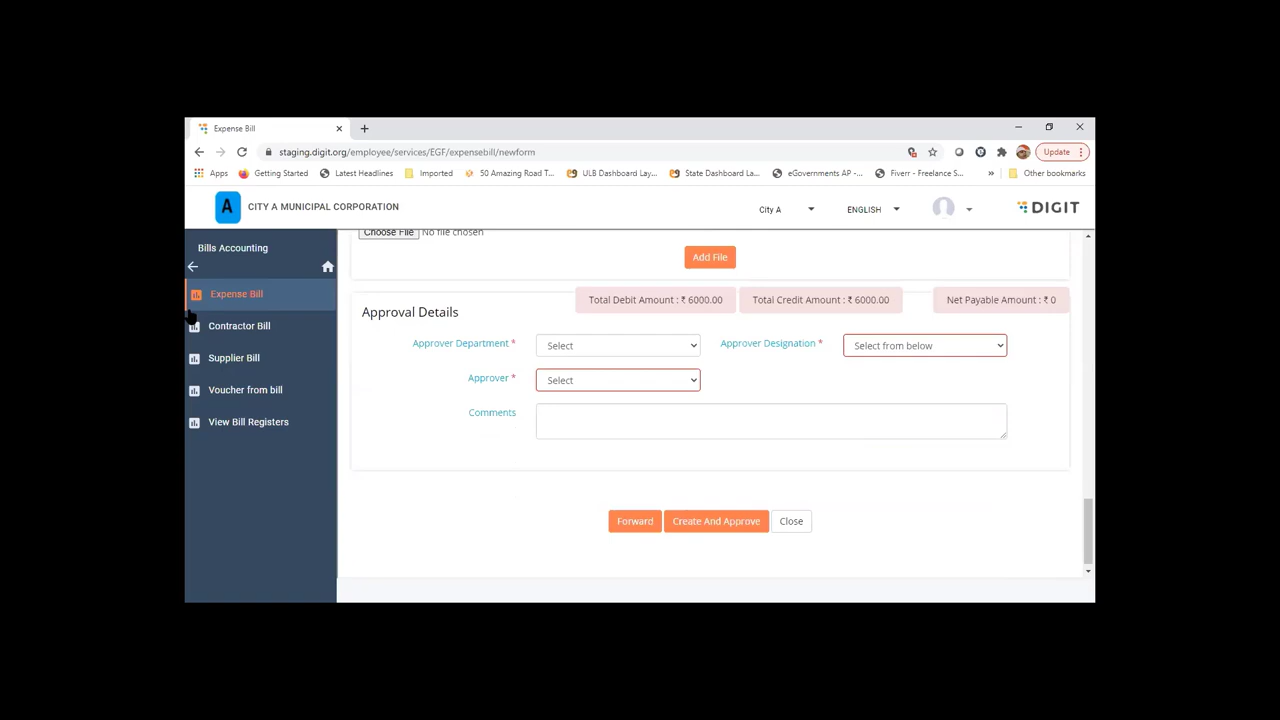 Expense Bill
staging.digit.org/employee/services/EGF/expensebill/newform
Update
Apps
Getting Started
Latest Headlines
Imported
50 Amazing Road T...
ULB Dashboard Lay...
State Dashboard La...
eGovernments AP -...
Fiverr - Freelance S...
»
Other bookmarks
A
CITY A MUNICIPAL CORPORATION
City A
ENGLISH
DIGIT
Bills Accounting
Expense Bill
Contractor Bill
Supplier Bill
Voucher from bill
View Bill Registers
Choose File No file chosen
Add File
Total Debit Amount : ₹ 6000.00
Total Credit Amount : ₹ 6000.00
Net Payable Amount : ₹ 0
Approval Details
Approver Department *
Select
Approver Designation *
Select from below
Approver *
Select
Comments
Forward
Create And Approve
Close